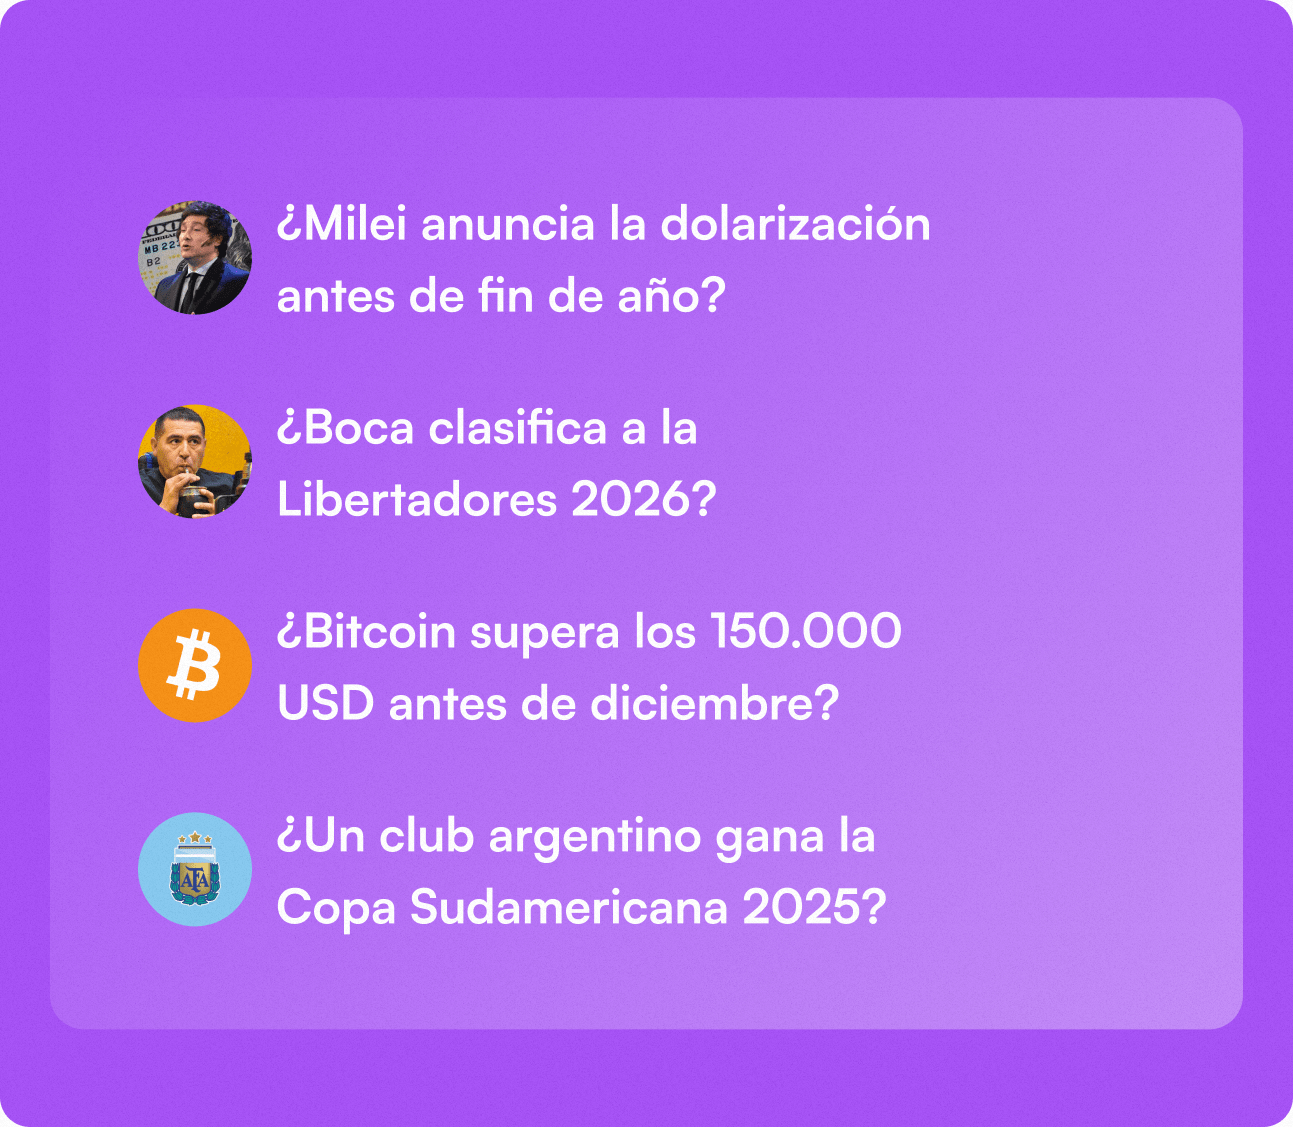 ¿Milei anuncia la dolarización
antes de fin de año?
¿Boca clasifica a la
Libertadores 2026?
¿Bitcoin supera los 150.000
USD antes de diciembre?
AFA
¿Un club argentino gana la
Copa Sudamericana 2025?